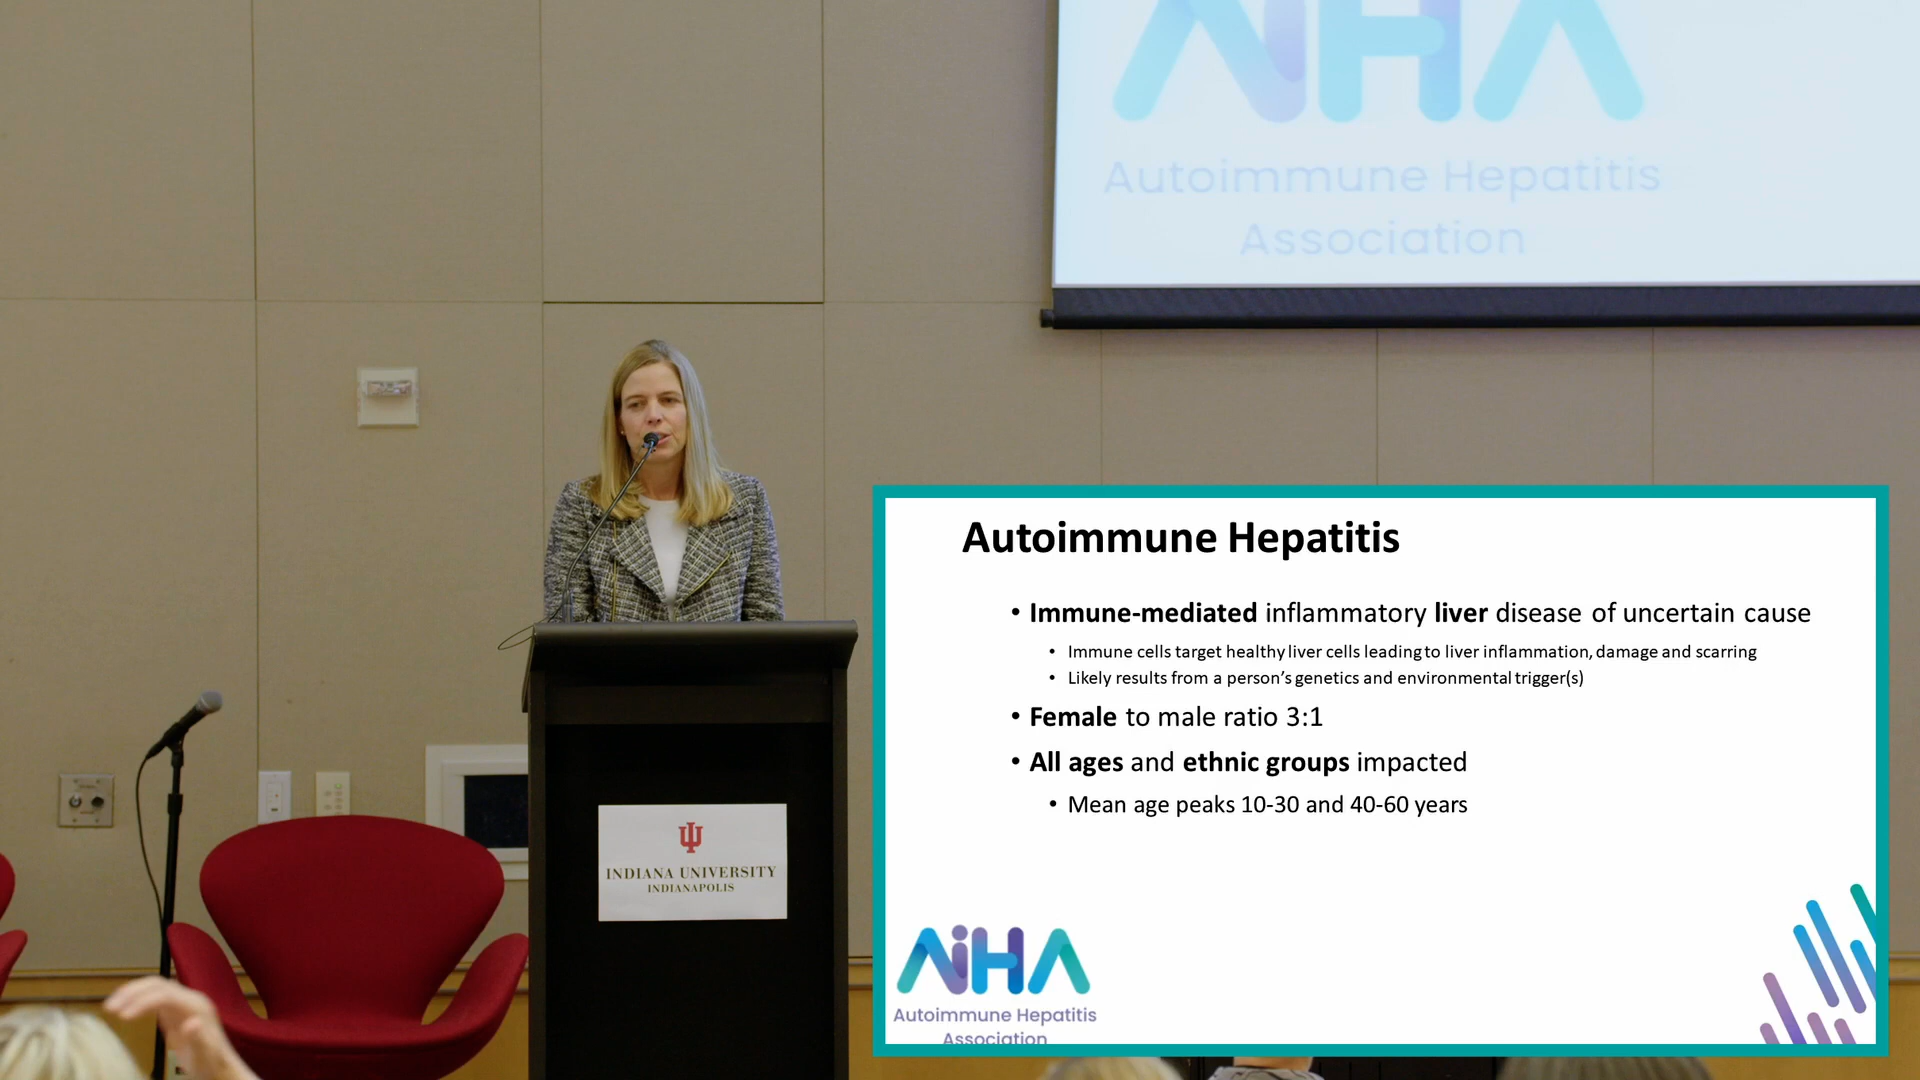 AiHA
Autoimmune Hepatitis
Association
Autoimmune Hepatitis
• Immune-mediated inflammatory liver disease of uncertain cause
• Immune cells target healthy liver cells leading to liver inflammation, damage and scarring
• Likely results from a person’s genetics and environmental trigger(s)
• Female to male ratio 3:1
• All ages and ethnic groups impacted
• Mean age peaks 10-30 and 40-60 years
INDIANA UNIVERSITY
INDIANAPOLIS
AiHA
Autoimmune Hepatitis
Association